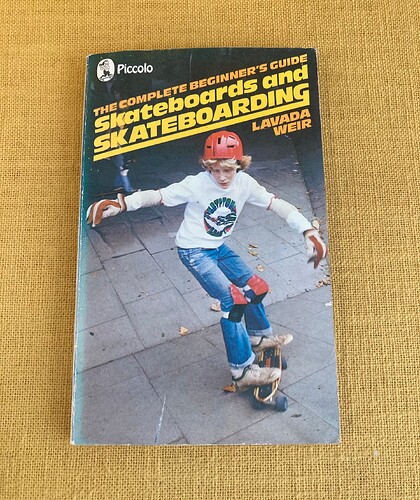 Piccolo
THE COMPLETE BEGINNER'S GUIDE
Skateboards and
SKATEBOARDING
LAVADA
WEIR